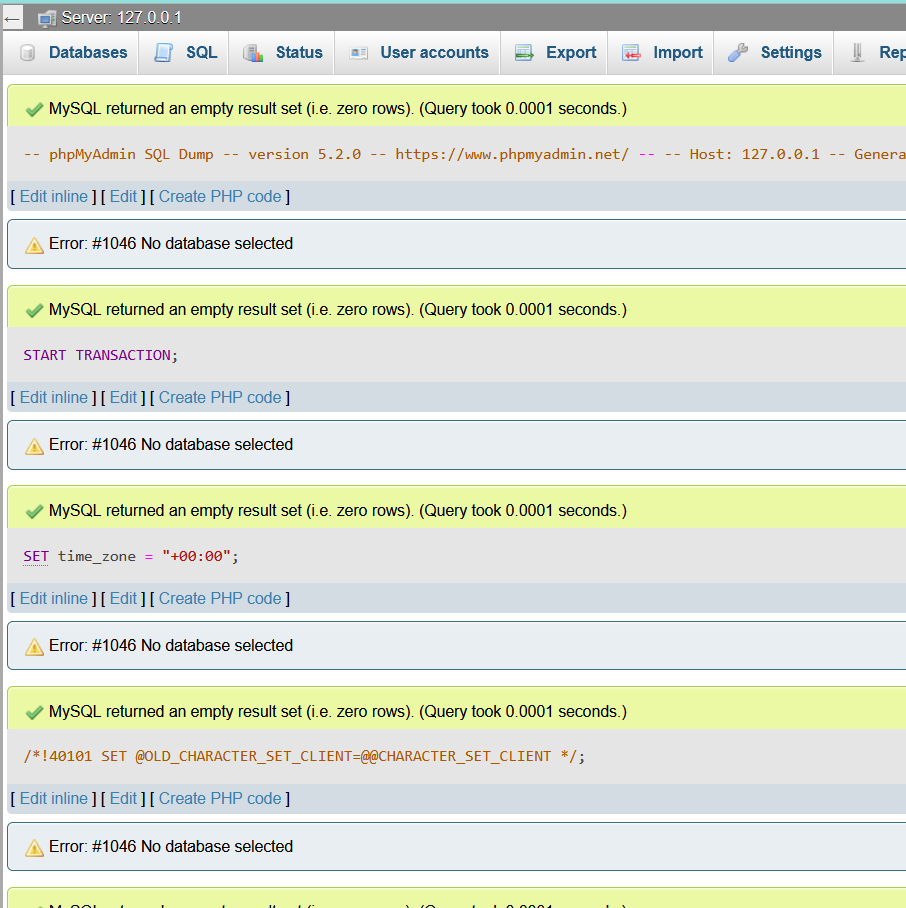 ← Server: 127.0.0.1
Databases SQL Status User accounts Export Import Settings Rep
MySQL returned an empty result set (i.e. zero rows). (Query took 0.0001 seconds.)
-- phpMyAdmin SQL Dump -- version 5.2.0 -- https://www.phpmyadmin.net/ -- -- Host: 127.0.0.1 -- Genera
[ Edit inline ] [ Edit ] [ Create PHP code ]
Error: #1046 No database selected
MySQL returned an empty result set (i.e. zero rows). (Query took 0.0001 seconds.)
START TRANSACTION;
[ Edit inline ] [ Edit ] [ Create PHP code ]
Error: #1046 No database selected
MySQL returned an empty result set (i.e. zero rows). (Query took 0.0001 seconds.)
SET time_zone = "+00:00";
[ Edit inline ] [ Edit ] [ Create PHP code ]
Error: #1046 No database selected
MySQL returned an empty result set (i.e. zero rows). (Query took 0.0001 seconds.)
/*!40101 SET @OLD_CHARACTER_SET_CLIENT=@@CHARACTER_SET_CLIENT */;
[ Edit inline ] [ Edit ] [ Create PHP code ]
Error: #1046 No database selected